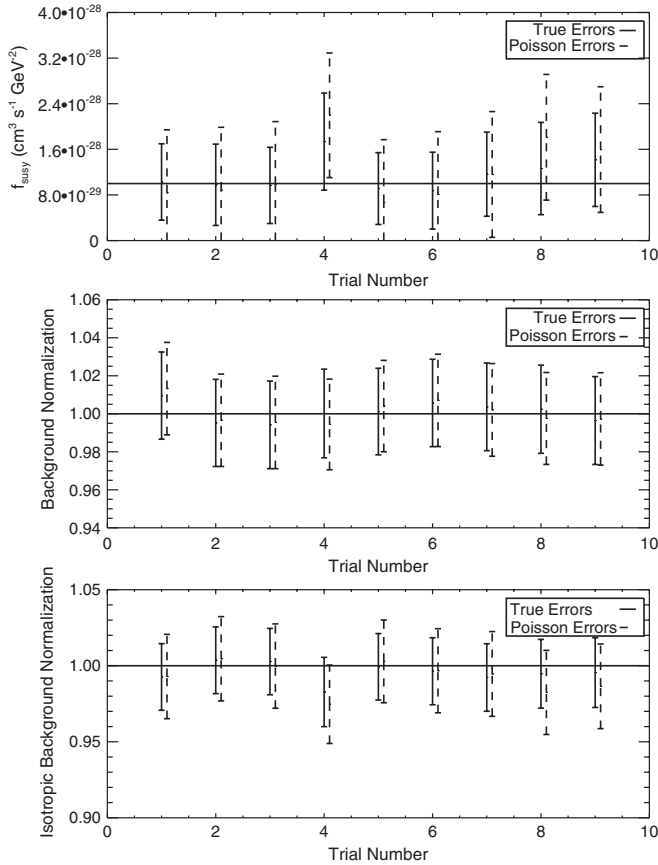 4.0•10⁻²⁸
3.2•10⁻²⁸
2.4•10⁻²⁸
1.6•10⁻²⁸
8.0•10⁻²⁹
0
f_susy (cm³ s⁻¹ GeV⁻²)
True Errors
Poisson Errors
0 2 4 6 8 10
Trial Number
1.06
1.04
1.02
1.00
0.98
0.96
0.94
Background Normalization
True Errors
Poisson Errors
0 2 4 6 8 10
Trial Number
1.05
1.00
0.95
0.90
Isotropic Background Normalization
True Errors
Poisson Errors
0 2 4 6 8 10
Trial Number